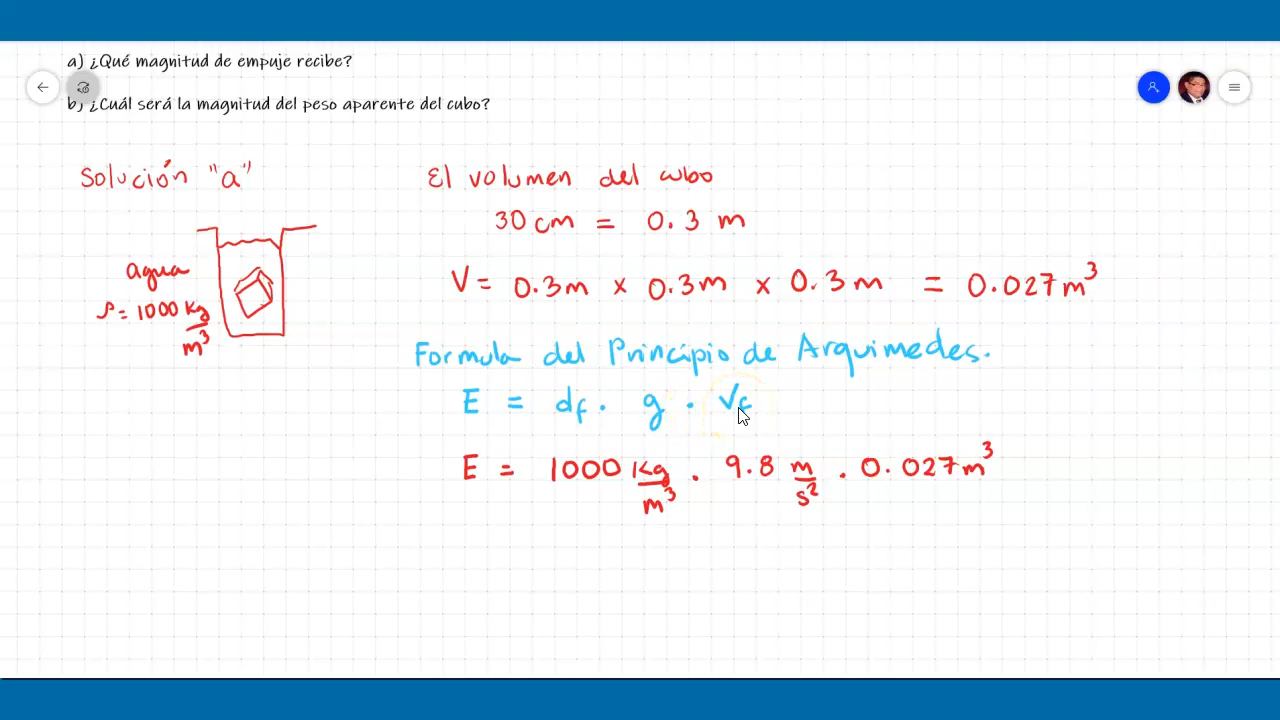 a) ¿Qué magnitud de empuje recibe?
b) ¿Cuál será la magnitud del peso aparente del cubo?
Solución "a"
agua
ρ = 1000 Kg/m³
El volumen del cubo
30 cm = 0.3 m
V = 0.3m x 0.3m x 0.3m = 0.027m³
Formula del Principio de Arquimedes.
E = df . g . Vc
E = 1000 Kg/m³ . 9.8 m/s² . 0.027m³